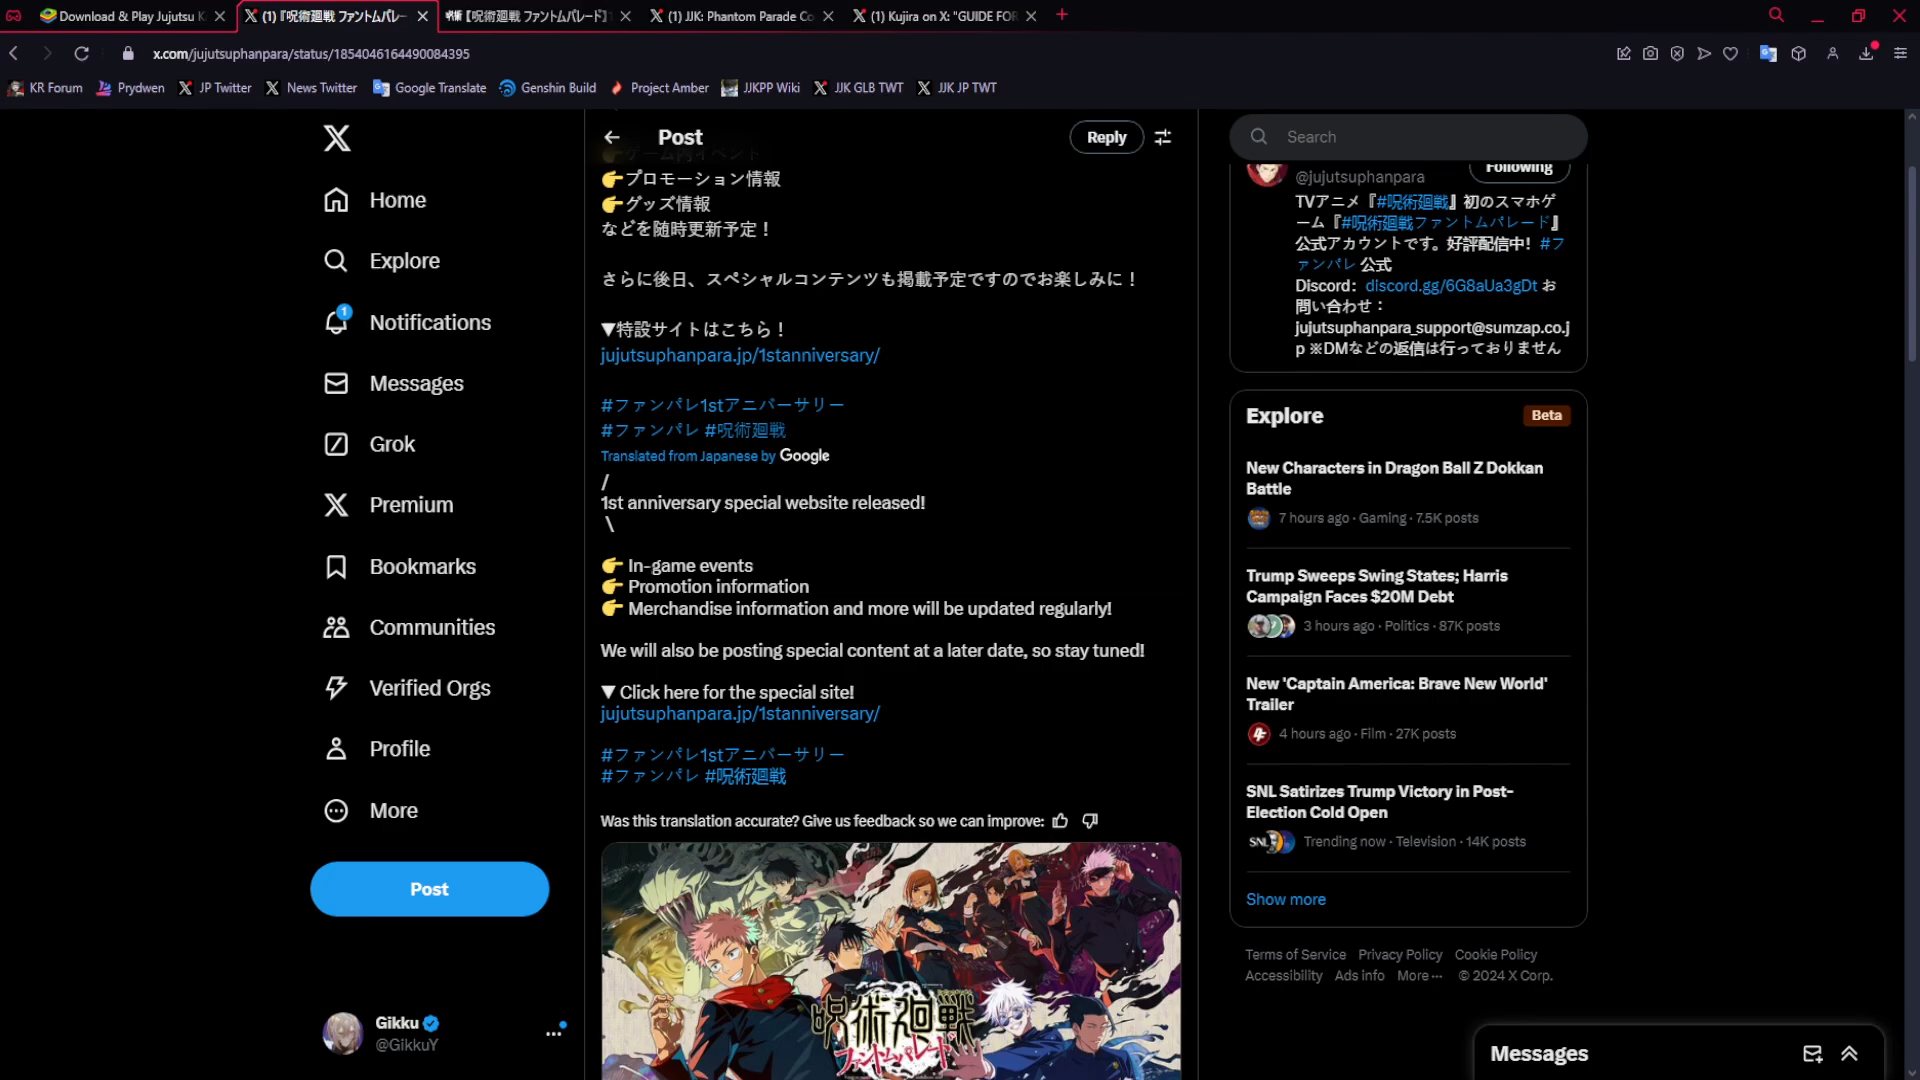 Download & Play Jujutsu K
(1)『呪術廻戦 ファントムパレー
【呪術廻戦 ファントムパレード】1
(1) JJK: Phantom Parade Co
(1) Kujira on X: "GUIDE FOR
x.com/jujutsuphanpara/status/1854046164490084395
KR Forum
Prydwen
JP Twitter
News Twitter
Google Translate
Genshin Build
Project Amber
JJKPP Wiki
JJK GLB TWT
JJK JP TWT
Home
Explore
Notifications
1
Messages
Grok
Premium
Bookmarks
Communities
Verified Orgs
Profile
More
Post
Gikku
@GikkuY
Post
Reply
👉ゲーム内イベント
👉プロモーション情報
👉グッズ情報
などを随時更新予定！
さらに後日、スペシャルコンテンツも掲載予定ですのでお楽しみに！
▼特設サイトはこちら！
jujutsuphanpara.jp/1stanniversary/
#ファンパレ1stアニバーサリー
#ファンパレ #呪術廻戦
Translated from Japanese by Google
/
1st anniversary special website released!
\
👉 In-game events
👉 Promotion information
👉 Merchandise information and more will be updated regularly!
We will also be posting special content at a later date, so stay tuned!
▼ Click here for the special site!
jujutsuphanpara.jp/1stanniversary/
#ファンパレ1stアニバーサリー
#ファンパレ #呪術廻戦
Was this translation accurate? Give us feedback so we can improve:
呪術廻戦
ファントムパレード
Search
Following
@jujutsuphanpara
TVアニメ『#呪術廻戦』初のスマホゲ
ーム『#呪術廻戦ファントムパレード』
公式アカウントです。好評配信中！#フ
ァンパレ 公式
Discord： discord.gg/6G8aUa3gDt お
問い合わせ：
jujutsuphanpara_support@sumzap.co.j
p ※DMなどの返信は行っておりません
Explore
Beta
New Characters in Dragon Ball Z Dokkan
Battle
7 hours ago · Gaming · 7.5K posts
Trump Sweeps Swing States; Harris
Campaign Faces $20M Debt
3 hours ago · Politics · 87K posts
New 'Captain America: Brave New World'
Trailer
4 hours ago · Film · 27K posts
SNL Satirizes Trump Victory in Post-
Election Cold Open
SNL
Trending now · Television · 14K posts
Show more
Terms of Service Privacy Policy Cookie Policy
Accessibility Ads info More ··· © 2024 X Corp.
Messages